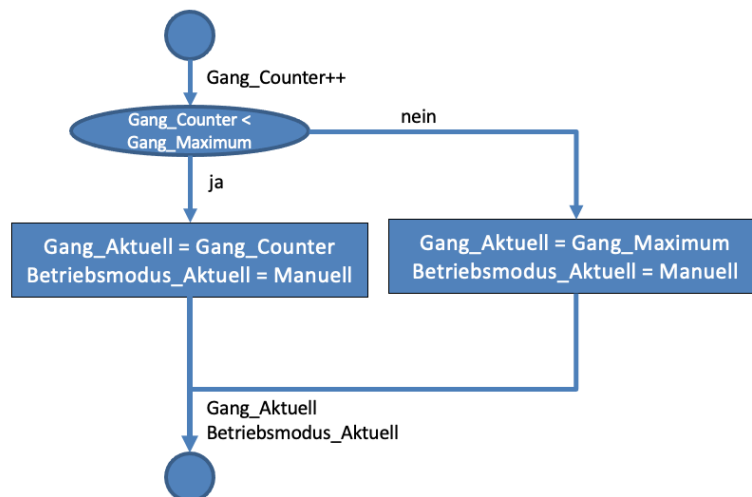 Gang_Counter++
Gang_Counter <
Gang_Maximum
nein
ja
Gang_Aktuell = Gang_Counter
Betriebsmodus_Aktuell = Manuell
Gang_Aktuell = Gang_Maximum
Betriebsmodus_Aktuell = Manuell
Gang_Aktuell
Betriebsmodus_Aktuell